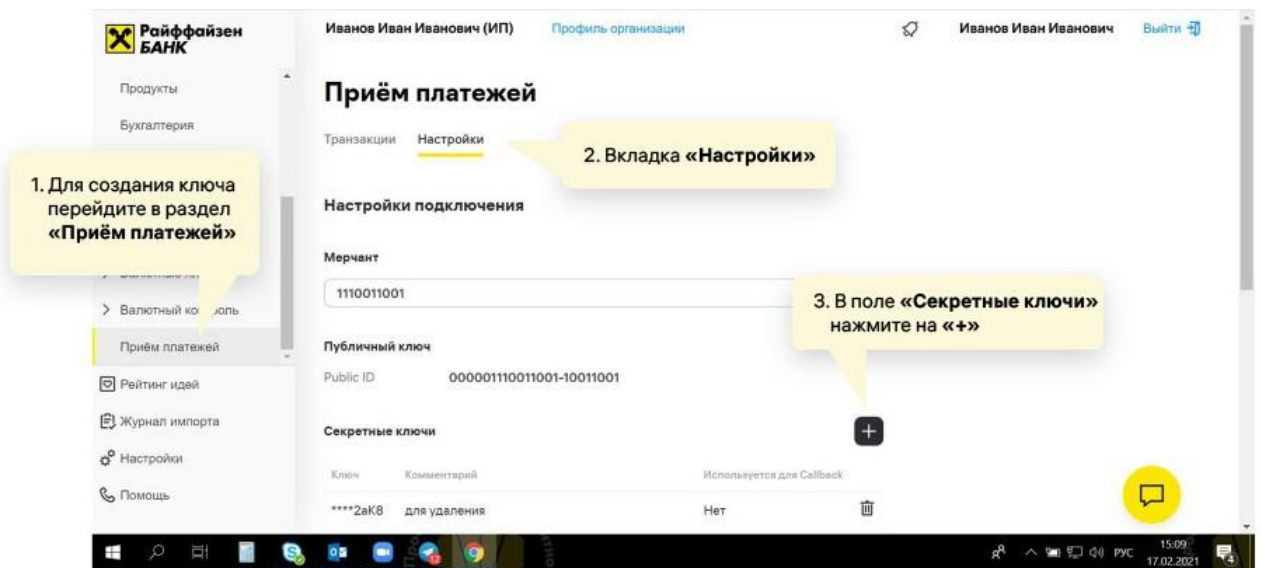 Райффайзен
БАНК
Иванов Иван Иванович (ИП)
Профиль организации
Иванов Иван Иванович
Выйти
Продукты
Бухгалтерия
Приём платежей
Транзакции
Настройки
2. Вкладка «Настройки»
1. Для создания ключа
перейдите в раздел
«Приём платежей»
Настройки подключения
Мерчант
1110011001
3. В поле «Секретные ключи»
нажмите на «+»
Валютный
Приём платежей
Публичный ключ
Public ID
000001110011001-10011001
Рейтинг идей
Журнал импорта
Настройки
Помощь
Секретные ключи
+
Ключ
Комментарий
Используется для Callback
****2aK8
для удаления
Нет
РУС
15:09
17.02.2021